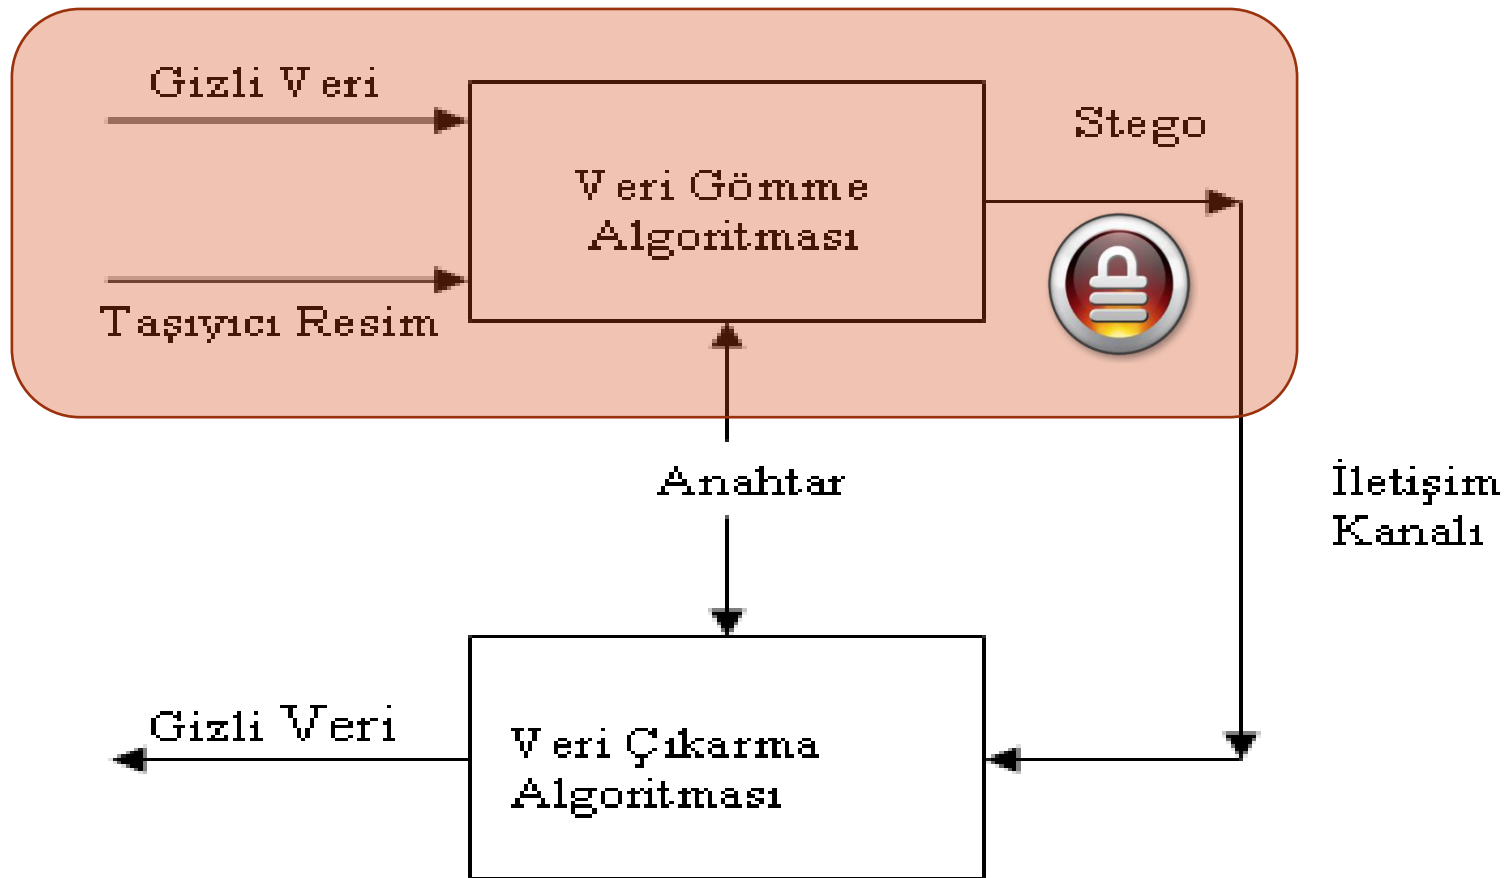 Gizli Veri
Stego
Veri Gömme
Algoritması
Taşıyıcı Resim
Anahtar
İletişim
Kanalı
Gizli Veri
Veri Çıkarma
Algoritması